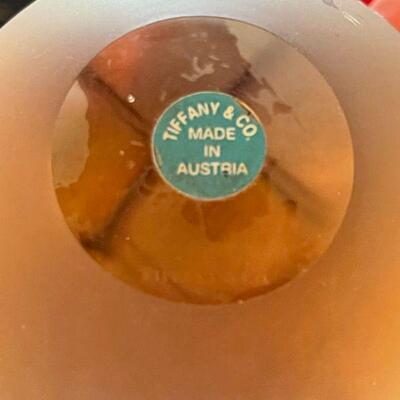 TIFFANY & CO.
MADE
IN
AUSTRIA